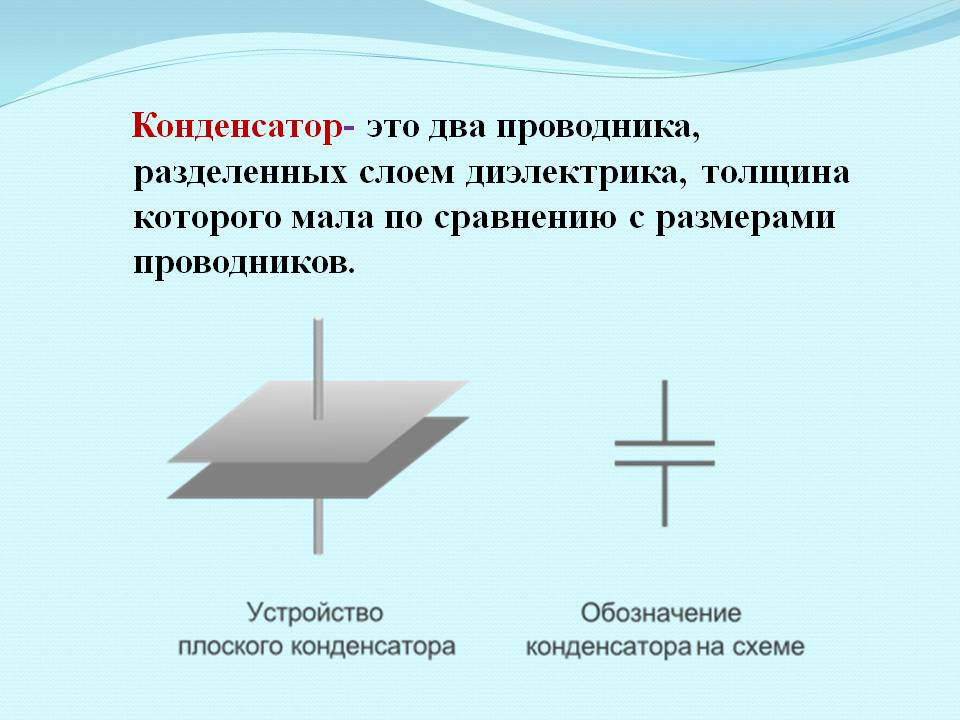 Конденсатор- это два проводника,
разделенных слоем диэлектрика, толщина
которого мала по сравнению с размерами
проводников.
Устройство
плоского конденсатора
Обозначение
конденсатора на схеме